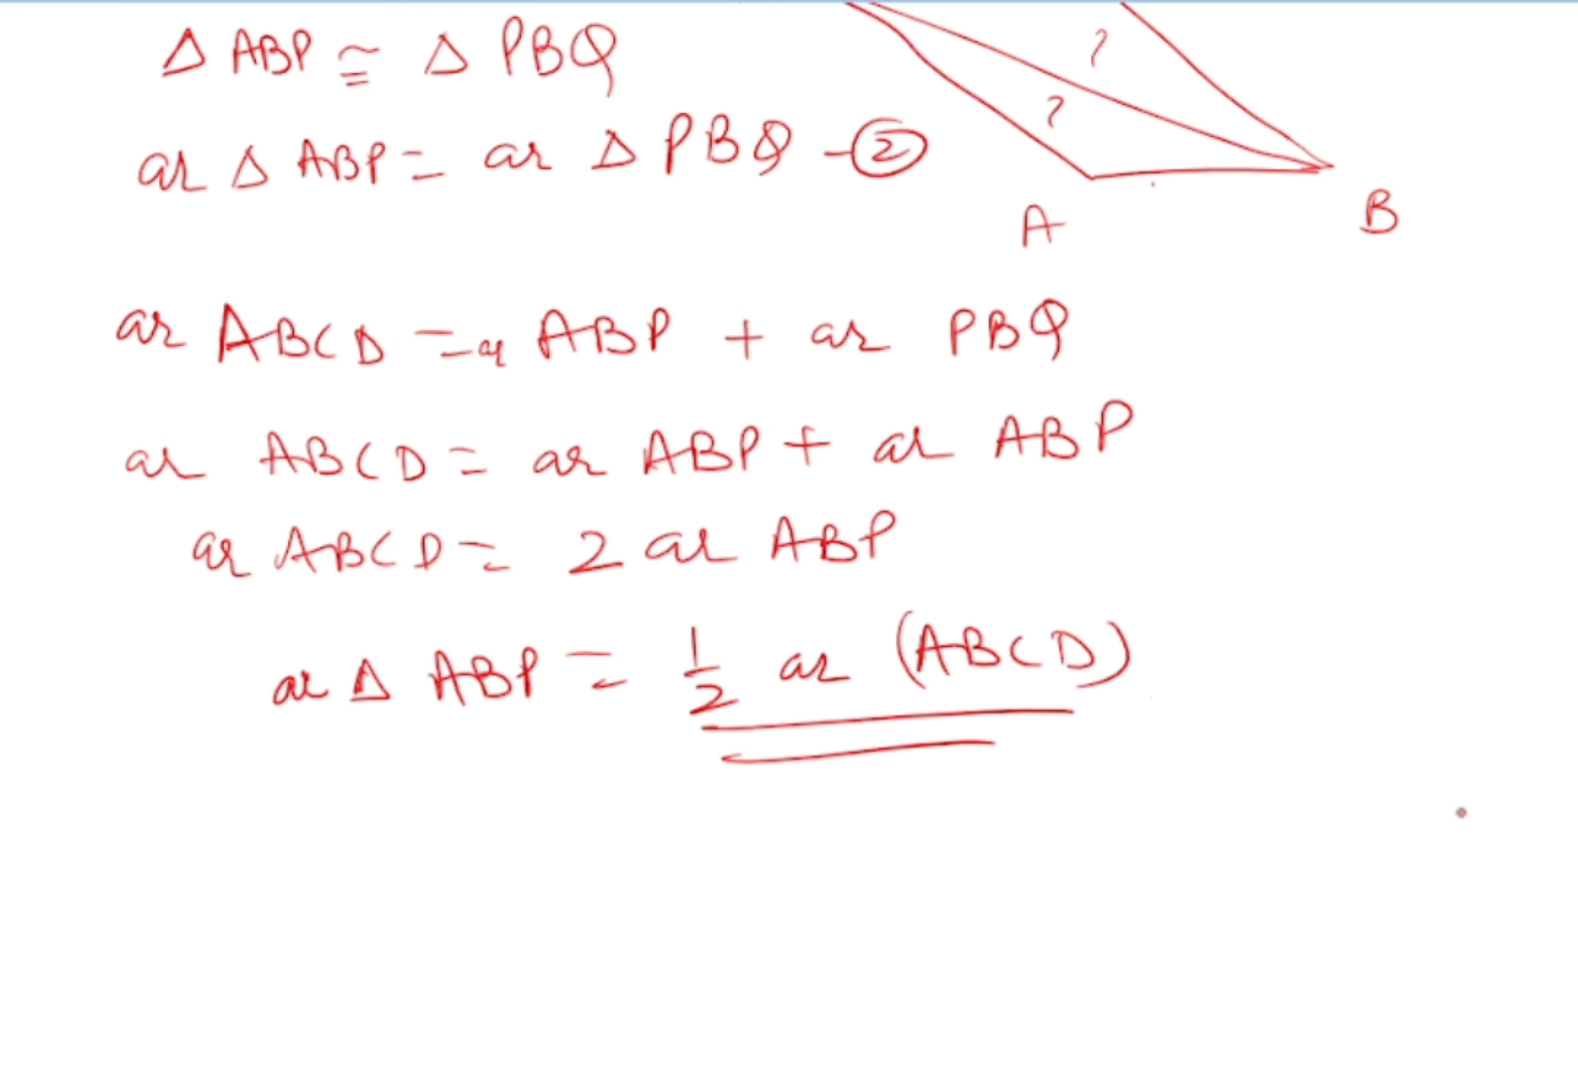 Δ ABP ≅ Δ PBQ
?
?
ar Δ ABP = ar Δ PBQ - ②
A
B
ar ABCD = ar ABP + ar PBQ
ar ABCD = ar ABP + ar ABP
ar ABCD = 2 ar ABP
ar Δ ABP = 1/2 ar (ABCD)